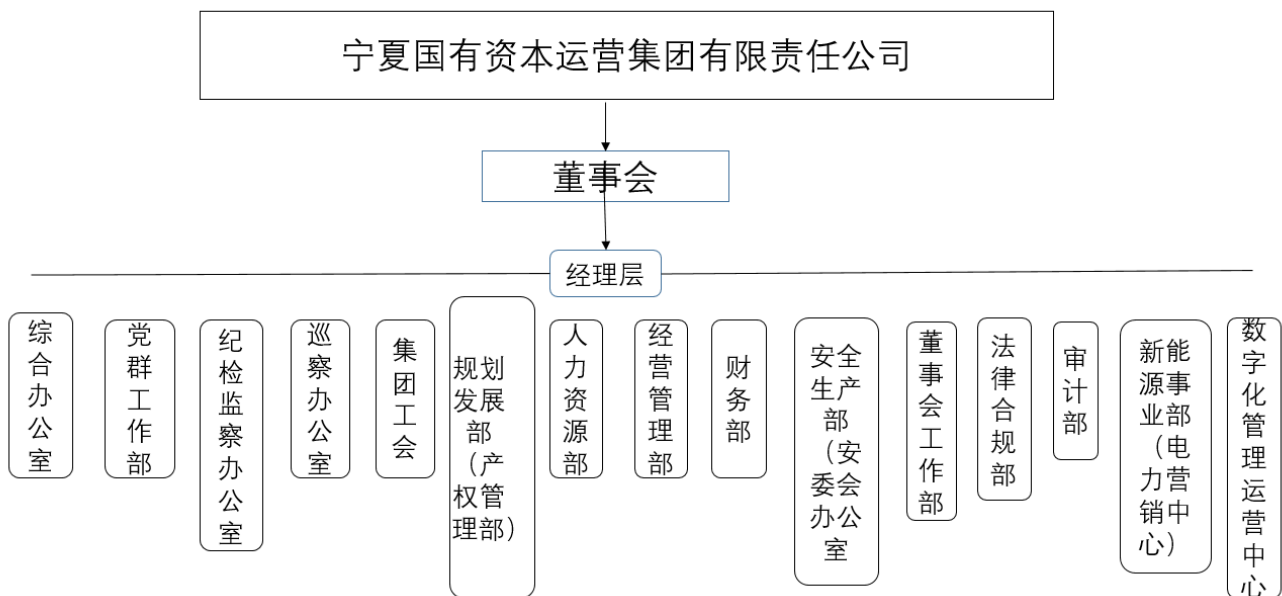 宁夏国有资本运营集团有限责任公司
董事会
经理层
综合办公室
党群工作部
纪检监察办公室
巡察办公室
集团工会
规划
发展
部
（产
权管
理部）
人力资源部
经营管理部
财务部
安全
生产
部
（安
委会
办公
室
董事会工作部
法律合规部
审计部
新能
源事
业部
（电
力营
销中
心）
数字化管理运营中心